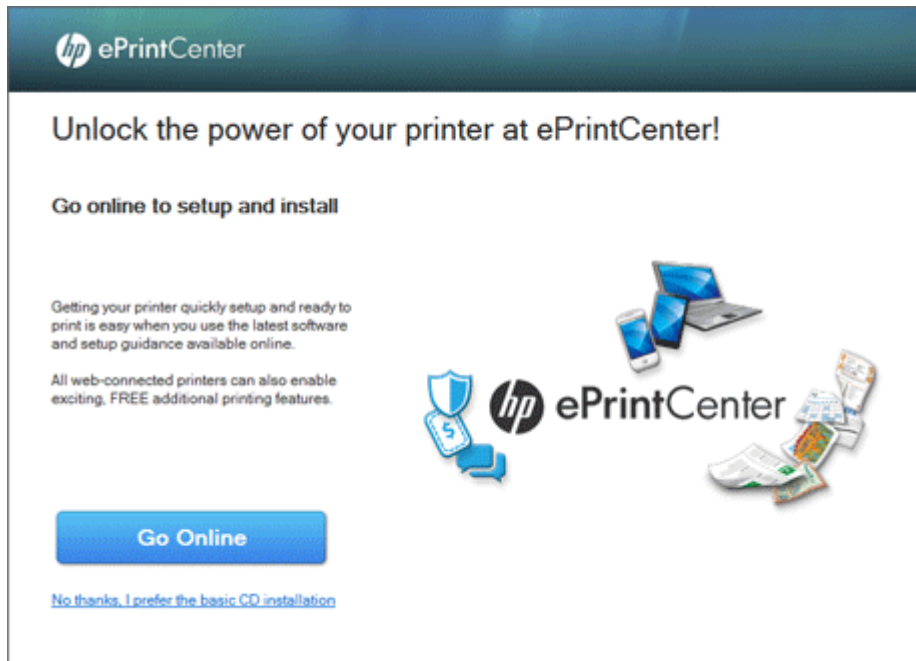 hp ePrintCenter
Unlock the power of your printer at ePrintCenter!
Go online to setup and install
Getting your printer quickly setup and ready to
print is easy when you use the latest software
and setup guidance available online.
All web-connected printers can also enable
exciting, FREE additional printing features.
hp ePrintCenter
$
Go Online
No thanks, I prefer the basic CD installation